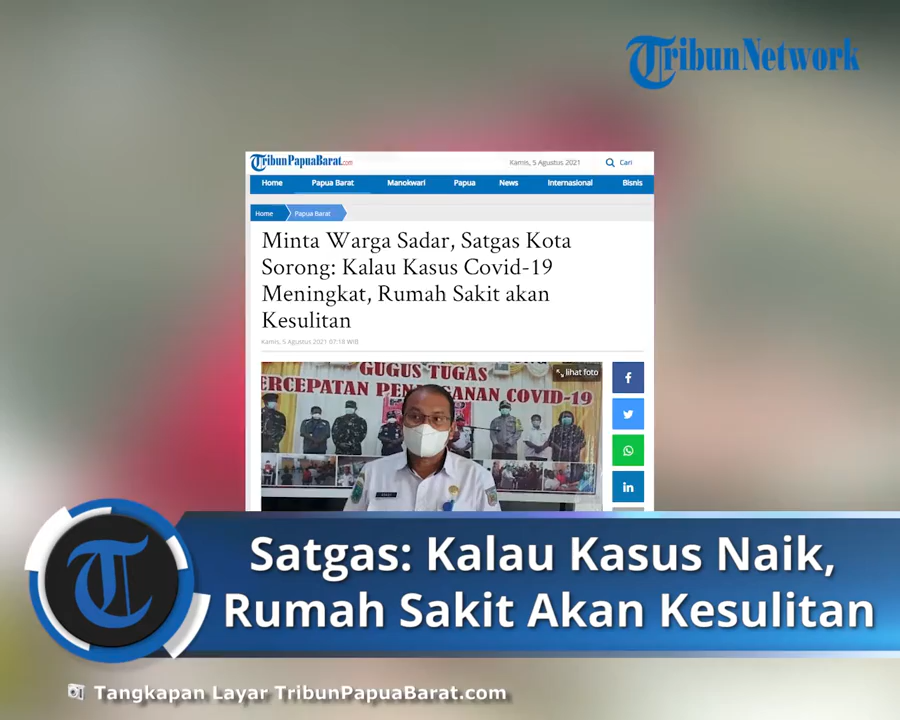 Tribun Network
TribunPapuaBarat.com
Kamis, 5 Agustus 2021
Cari
Home Papua Barat Manokwari Papua News Internasional Bisnis
Home Papua Barat
Minta Warga Sadar, Satgas Kota
Sorong: Kalau Kasus Covid-19
Meningkat, Rumah Sakit akan
Kesulitan
Kamis, 5 Agustus 2021 07:18 WIB
lihat foto
GUGUS TUGAS
COVID-19
Satgas: Kalau Kasus Naik,
Rumah Sakit Akan Kesulitan
Tangkapan Layar TribunPapuaBarat.com